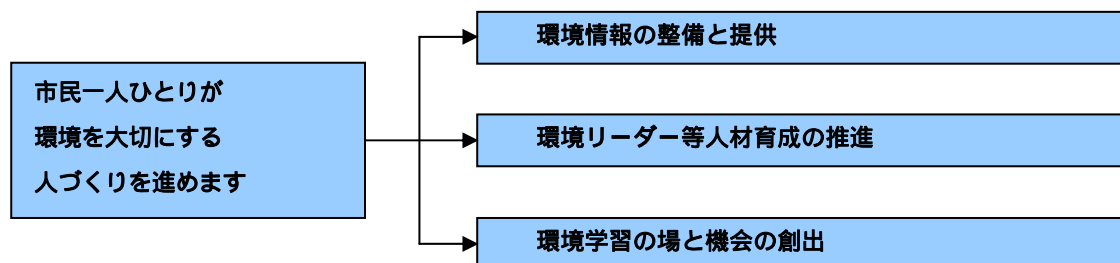 市民一人ひとりが
環境を大切にする
人づくりを進めます
環境情報の整備と提供
環境リーダー等人材育成の推進
環境学習の場と機会の創出